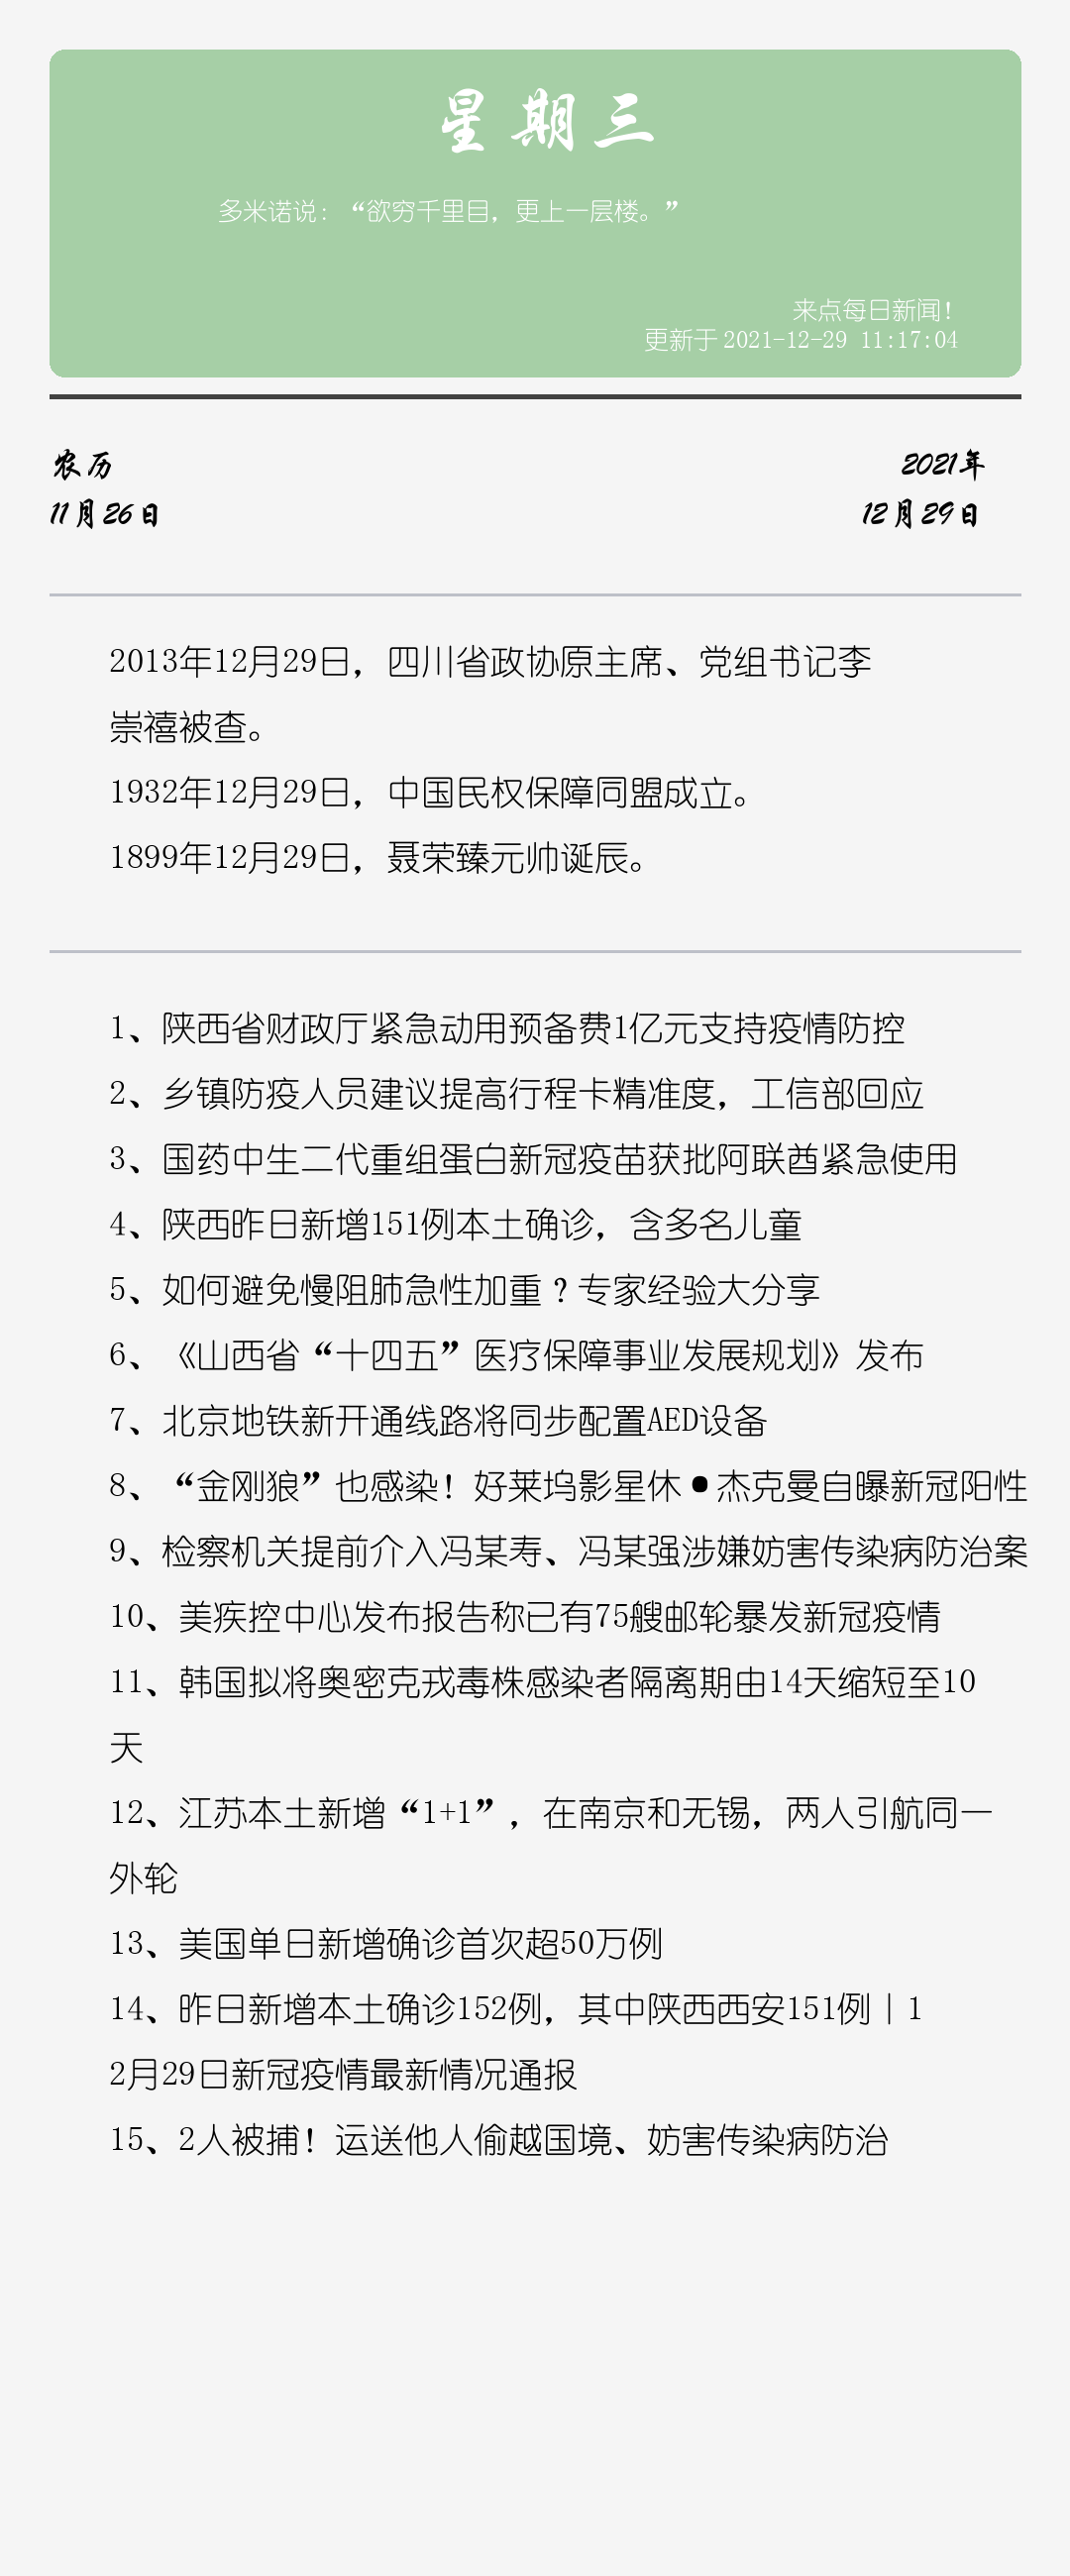 星期三
多米诺说：“欲穷千里目，更上一层楼。”
来点每日新闻！
更新于2021-12-29 11:17:04
农历
2021年
11月26日
12月29日
2013年12月29日，四川省政协原主席、党组书记李
崇禧被查。
1932年12月29日，中国民权保障同盟成立。
1899年12月29日，聂荣臻元帅诞辰。
1、陕西省财政厅紧急动用预备费1亿元支持疫情防控
2、乡镇防疫人员建议提高行程卡精准度，工信部回应
3、国药中生二代重组蛋白新冠疫苗获批阿联酋紧急使用
4、陕西昨日新增151例本土确诊，含多名儿童
5、如何避免慢阻肺急性加重？专家经验大分享
6、《山西省“十四五”医疗保障事业发展规划》发布
7、北京地铁新开通线路将同步配置AED设备
8、“金刚狼”也感染！好莱坞影星休•杰克曼自曝新冠阳性
9、检察机关提前介入冯某寿、冯某强涉嫌妨害传染病防治案
10、美疾控中心发布报告称已有75艘邮轮暴发新冠疫情
11、韩国拟将奥密克戎毒株感染者隔离期由14天缩短至10
天
12、江苏本土新增“1+1”，在南京和无锡，两人引航同一
外轮
13、美国单日新增确诊首次超50万例
14、昨日新增本土确诊152例，其中陕西西安151例｜1
2月29日新冠疫情最新情况通报
15、2人被捕！运送他人偷越国境、妨害传染病防治